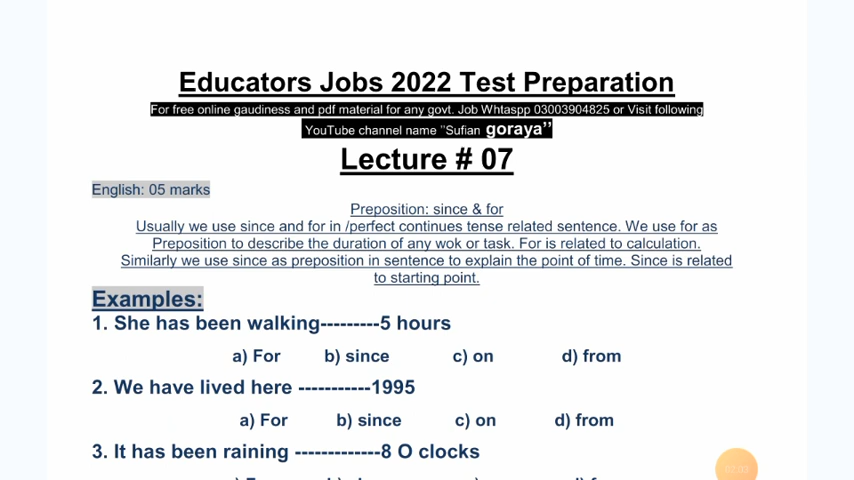 Educators Jobs 2022 Test Preparation
For free online gaudiness and pdf material for any govt. Job Whtaspp 03003904825 or Visit following
YouTube channel name "Sufian goraya"
Lecture # 07
English: 05 marks
Preposition: since & for
Usually we use since and for in /perfect continues tense related sentence. We use for as
Preposition to describe the duration of any wok or task. For is related to calculation.
Similarly we use since as preposition in sentence to explain the point of time. Since is related
to starting point.
Examples:
1. She has been walking---------5 hours
a) For b) since c) on d) from
2. We have lived here -----------1995
a) For b) since c) on d) from
3. It has been raining -------------8 O clocks